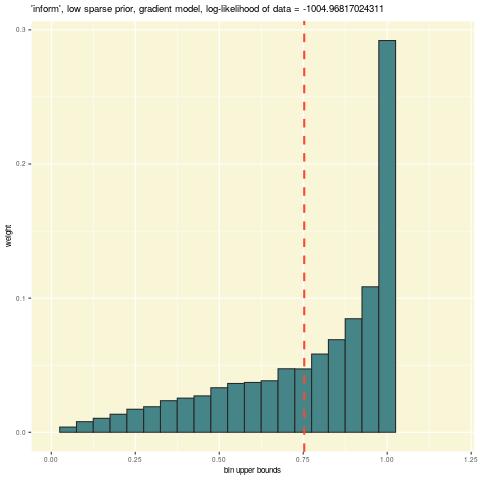 'inform', low sparse prior, gradient model, log-likelihood of data = -1004.96817024311
0.3
0.2
0.1
0.0
weight
0.00 0.25 0.50 0.75 1.00 1.25
bin upper bounds